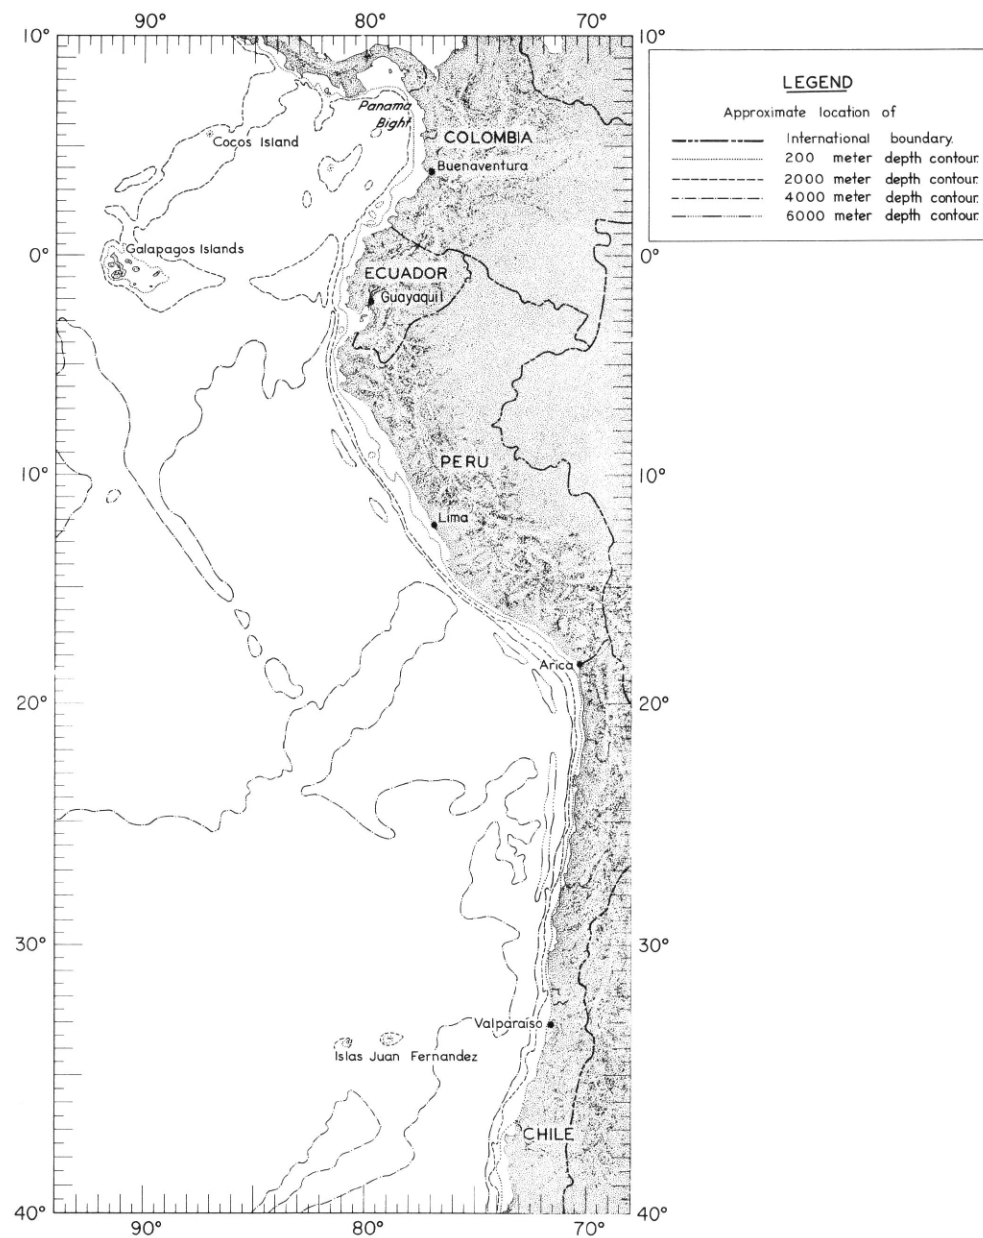 90° 80° 70°
10° 10°
LEGEND
Approximate location of
International boundary.
200 meter depth contour.
2000 meter depth contour.
4000 meter depth contour.
6000 meter depth contour.
Panama
Bight
COLOMBIA
Cocos Island
Buenaventura
Galapagos Islands
0° 0°
ECUADOR
Guayaquil
PERU
10° 10°
Lima
Arica
20° 20°
30° 30°
Valparaiso
Islas Juan Fernandez
CHILE
40° 40°
90° 80° 70°